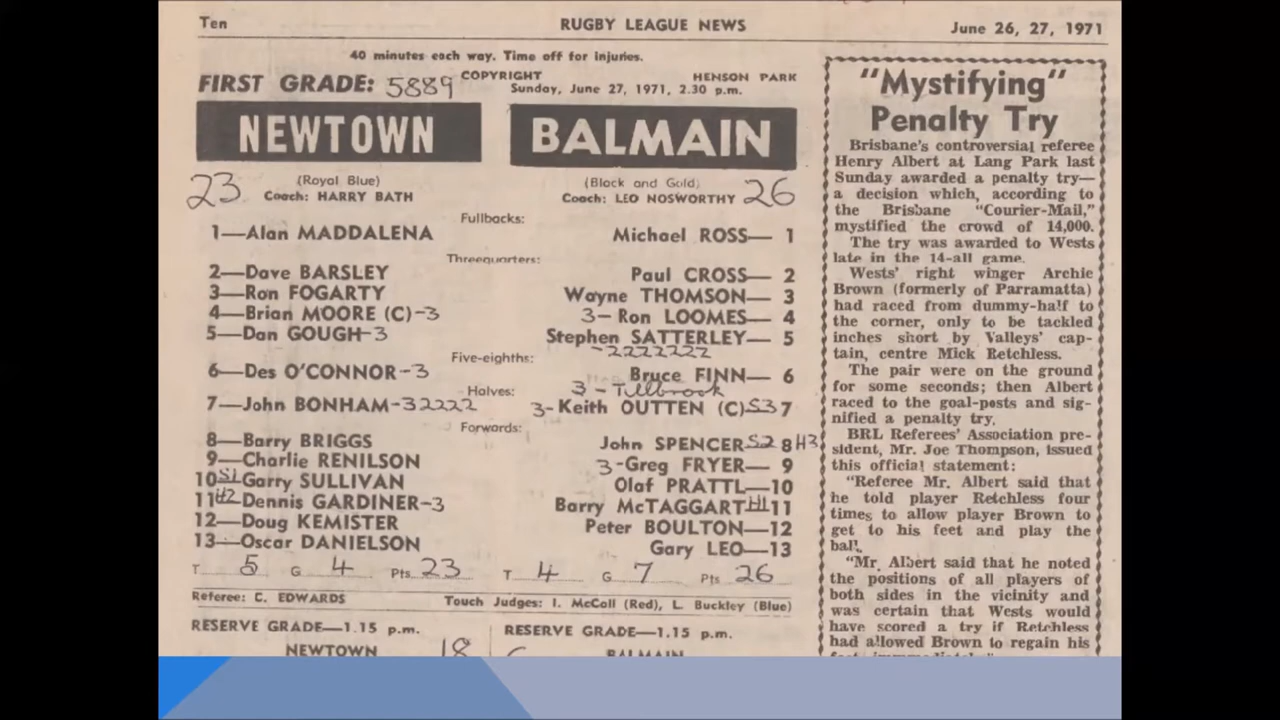 Ten RUGBY LEAGUE NEWS June 26, 27, 1971
40 minutes each way. Time off for injuries.
FIRST GRADE: 5889 COPYRIGHT HENSON PARK
Sunday, June 27, 1971, 2.30 p.m.
NEWTOWN BALMAIN
23 (Royal Blue) (Black and Gold) 26
Coach: HARRY BATH Coach: LEO NOSWORTHY
Fullbacks:
1—Alan MADDALENA Michael ROSS— 1
Threequarters:
2—Dave BARSLEY Paul CROSS— 2
3—Ron FOGARTY Wayne THOMSON— 3
4—Brian MOORE (C)-3 3- Ron LOOMES— 4
5—Dan GOUGH-3 Stephen SATTERLEY— 5
-2222222
Five-eighths:
6—Des O'CONNOR-3 Bruce FINN— 6
Halves: 3-Tillbrook
7—John BONHAM-32222 3-Keith OUTTEN (C) S3 7
Forwards:
8—Barry BRIGGS John SPENCER S2 8 H3
9—Charlie RENILSON 3-Greg FRYER— 9
10 S1 Garry SULLIVAN Olaf PRATTL—10
11 H2 Dennis GARDINER-3 Barry McTAGGART H1 11
12—Doug KEMISTER Peter BOULTON—12
13—Oscar DANIELSON Gary LEO—13
T 5 G 4 Pts 23 T 4 G 7 Pts 26
Referee: C. EDWARDS Touch Judges: I. McColl (Red), L. Buckley (Blue)
RESERVE GRADE—1.15 p.m. RESERVE GRADE—1.15 p.m.
NEWTOWN 18 BALMAIN
"Mystifying"
Penalty Try
Brisbane's controversial referee
Henry Albert at Lang Park last
Sunday awarded a penalty try—
a decision which, according to
the Brisbane "Courier-Mail,"
mystified the crowd of 14,000.
The try was awarded to Wests
late in the 14-all game.
Wests' right winger Archie
Brown (formerly of Parramatta)
had raced from dummy-half to
the corner, only to be tackled
inches short by Valleys' cap-
tain, centre Mick Retchless.
The pair were on the ground
for some seconds; then Albert
raced to the goal-posts and sig-
nified a penalty try.
BRL Referees' Association pre-
sident, Mr. Joe Thompson, issued
this official statement:
"Referee Mr. Albert said that
he told player Retchless four
times to allow player Brown to
get to his feet and play the
ball.
"Mr. Albert said that he noted
the positions of all players of
both sides in the vicinity and
was certain that Wests would
have scored a try if Retchless
had allowed Brown to regain his